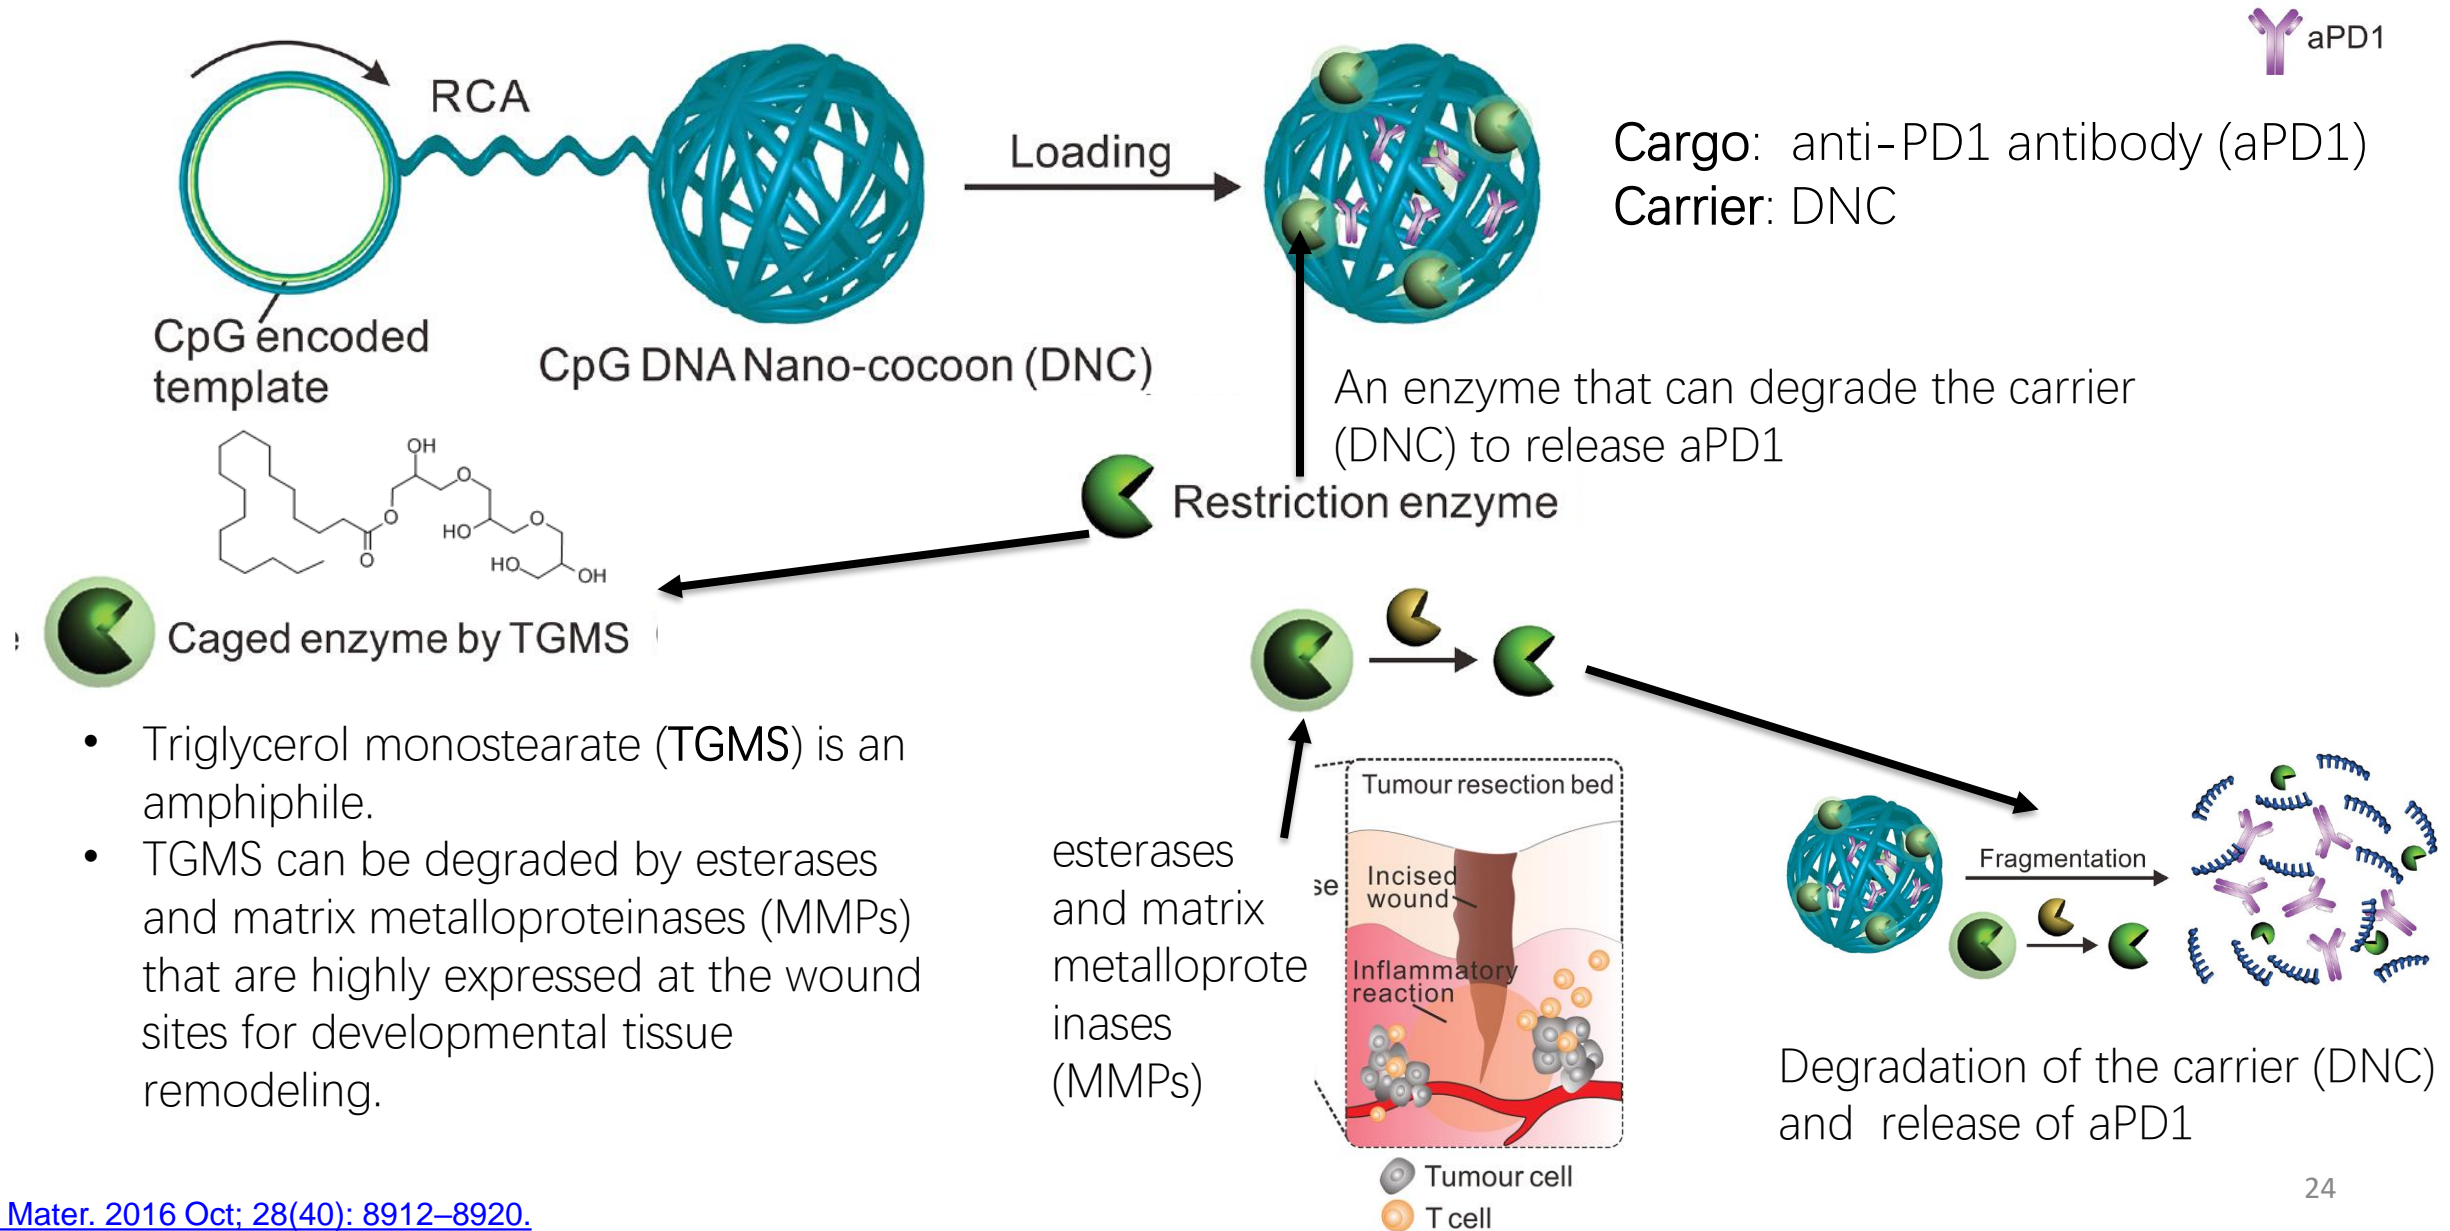 aPD1
RCA
Loading
Cargo: anti-PD1 antibody (aPD1)
Carrier: DNC
CpG encoded
template
CpG DNA Nano-cocoon (DNC)
An enzyme that can degrade the carrier
(DNC) to release aPD1
Restriction enzyme
OH
O
O
HO
O
O
HO
OH
Caged enzyme by TGMS
• Triglycerol monostearate (TGMS) is an
amphiphile.
• TGMS can be degraded by esterases
and matrix metalloproteinases (MMPs)
that are highly expressed at the wound
sites for developmental tissue
remodeling.
esterases
and matrix
metalloprote
inases
(MMPs)
Tumour resection bed
se
Incised
wound
Inflammatory
reaction
Tumour cell
T cell
Fragmentation
Degradation of the carrier (DNC)
and release of aPD1
24
Mater. 2016 Oct; 28(40): 8912–8920.